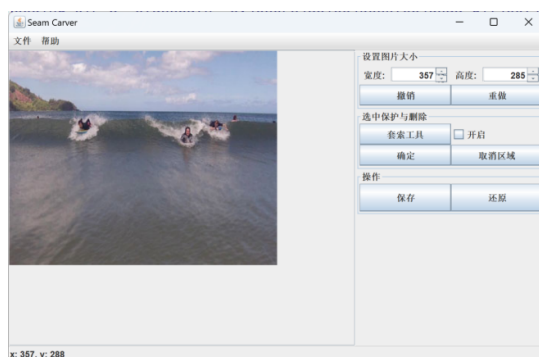 Seam Carver
文件 帮助
设置图片大小
宽度: 357 高度: 285
撤销 重做
选中保护与删除
套索工具 开启
确定 取消区域
操作
保存 还原
x: 357, y: 288